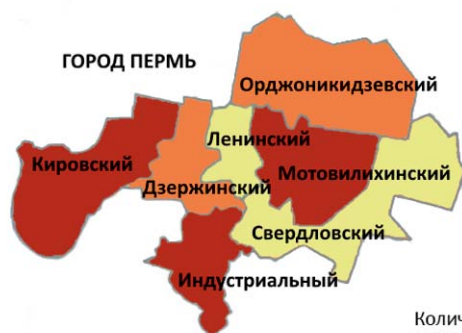 ГОРОД ПЕРМЬ
Орджоникидзевский
Ленинский
Кировский
Мотовилихинский
Дзержинский
Свердловский
Индустриальный